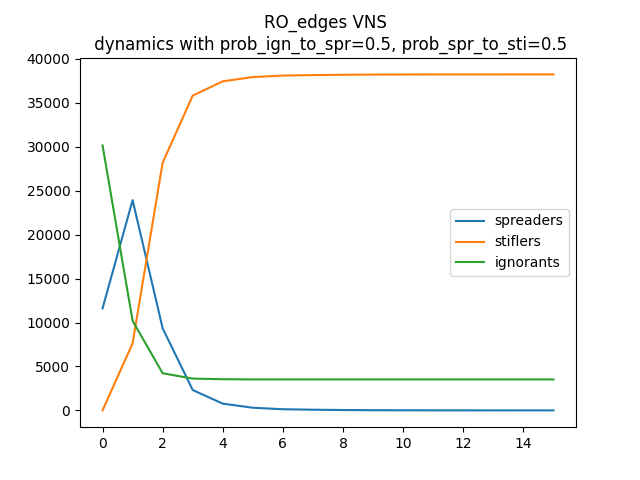 RO_edges VNS
dynamics with prob_ign_to_spr=0.5, prob_spr_to_sti=0.5
40000
35000
30000
25000
20000
15000
10000
5000
0
spreaders
stiflers
ignorants
0 2 4 6 8 10 12 14